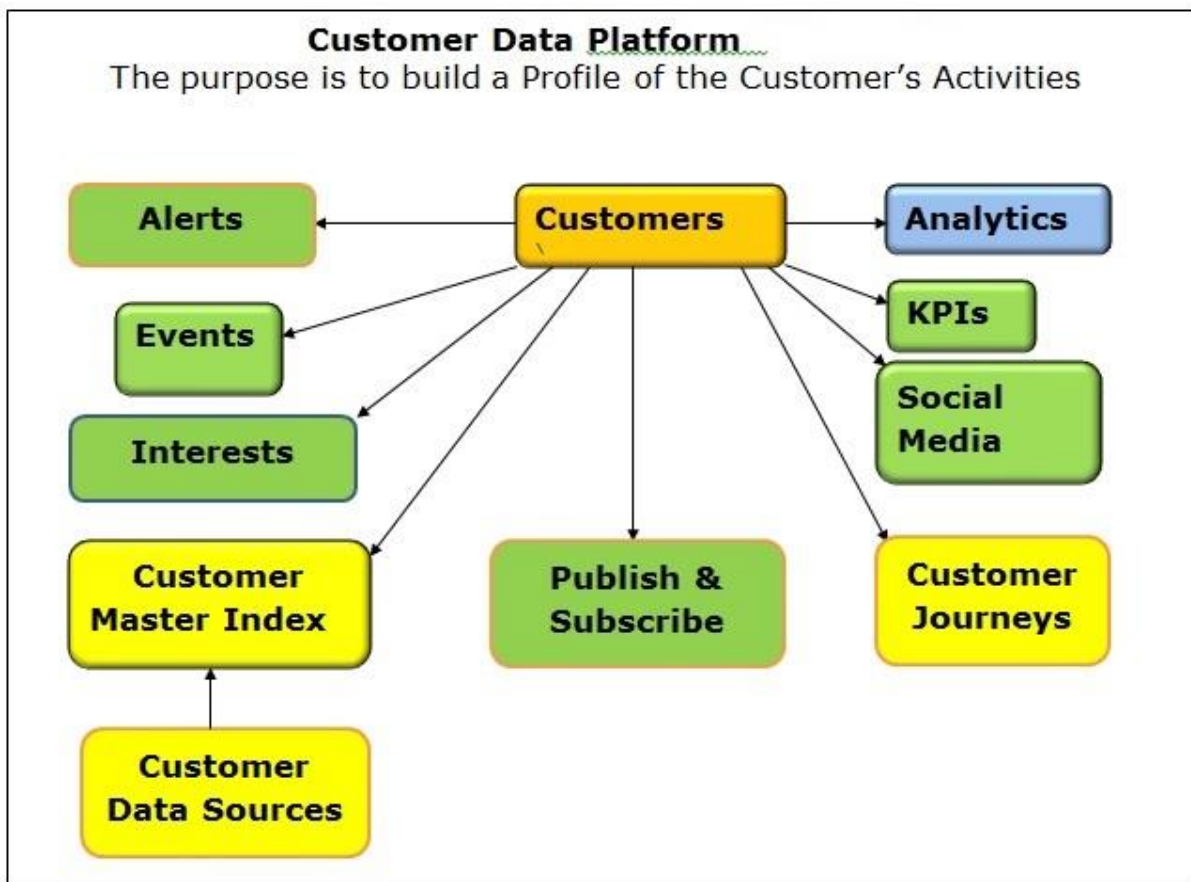 Customer Data Platform
The purpose is to build a Profile of the Customer’s Activities
Alerts
Customers
Analytics
Events
KPIs
Interests
Social
Media
Customer
Master Index
Publish &
Subscribe
Customer
Journeys
Customer
Data Sources